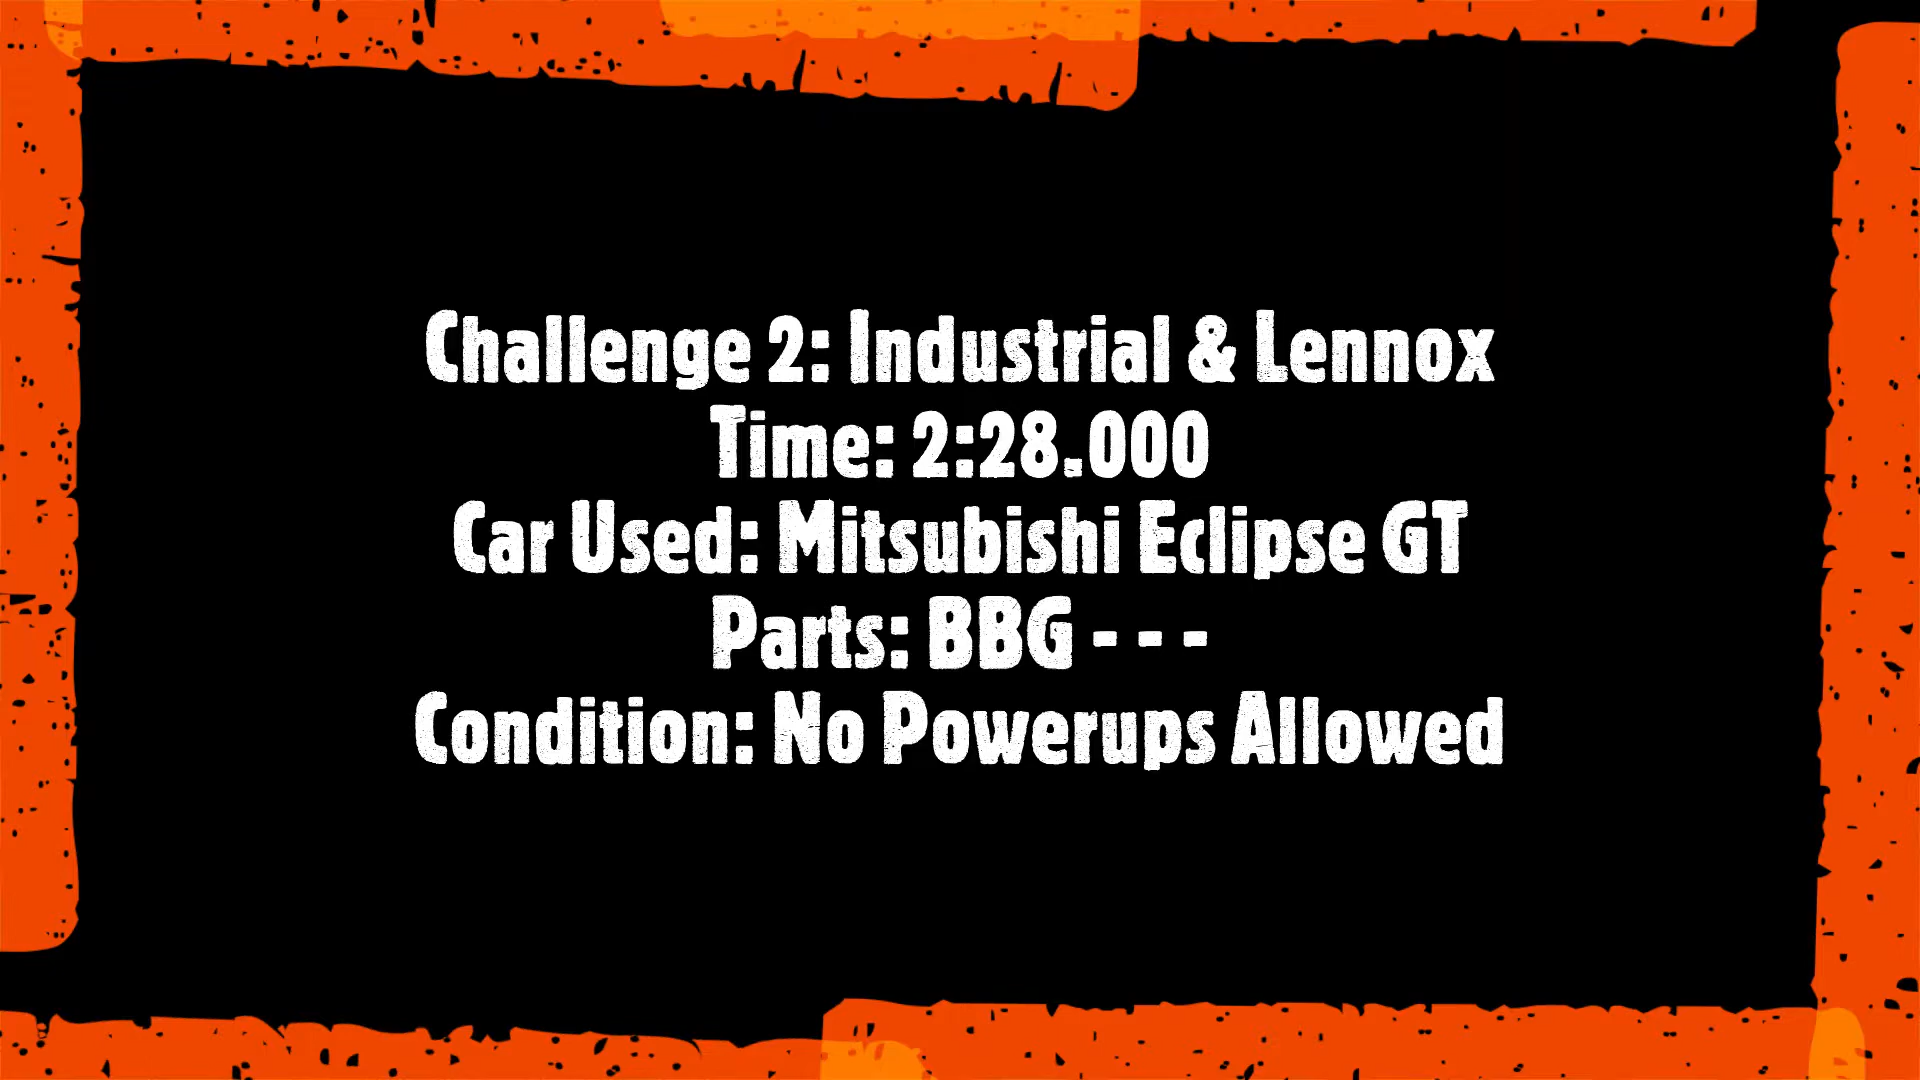 Challenge 2: Industrial & Lennox
Time: 2:28.000
Car Used: Mitsubishi Eclipse GT
Parts: BBG - - -
Condition: No Powerups Allowed